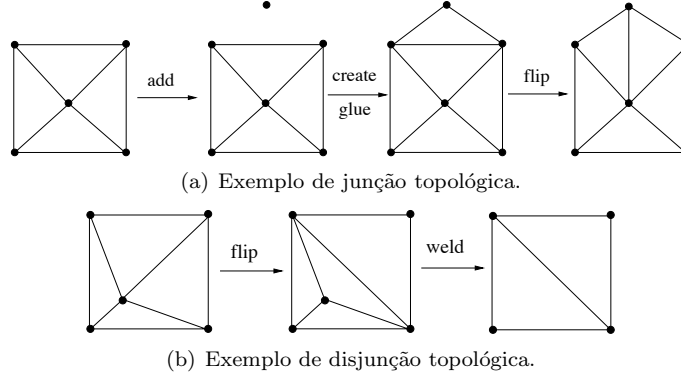 add
create
glue
flip
(a) Exemplo de junção topológica.
flip
weld
(b) Exemplo de disjunção topológica.